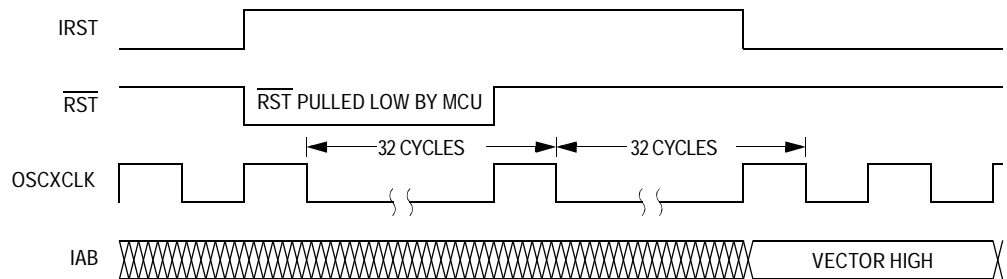 IRST
RST
RST PULLED LOW BY MCU
32 CYCLES
32 CYCLES
OSCXCLK
IAB
VECTOR HIGH